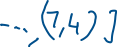 --., (7,4) ]